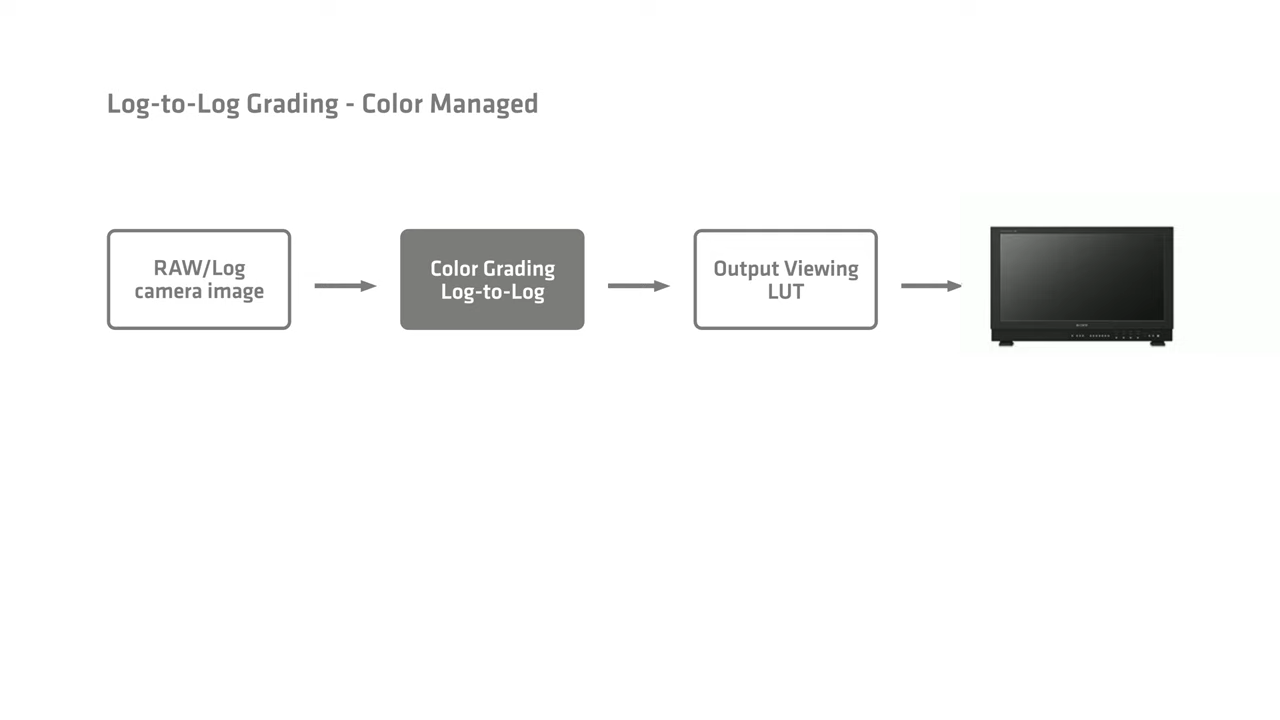 Log-to-Log Grading - Color Managed
RAW/Log
camera image
Color Grading
Log-to-Log
Output Viewing
LUT